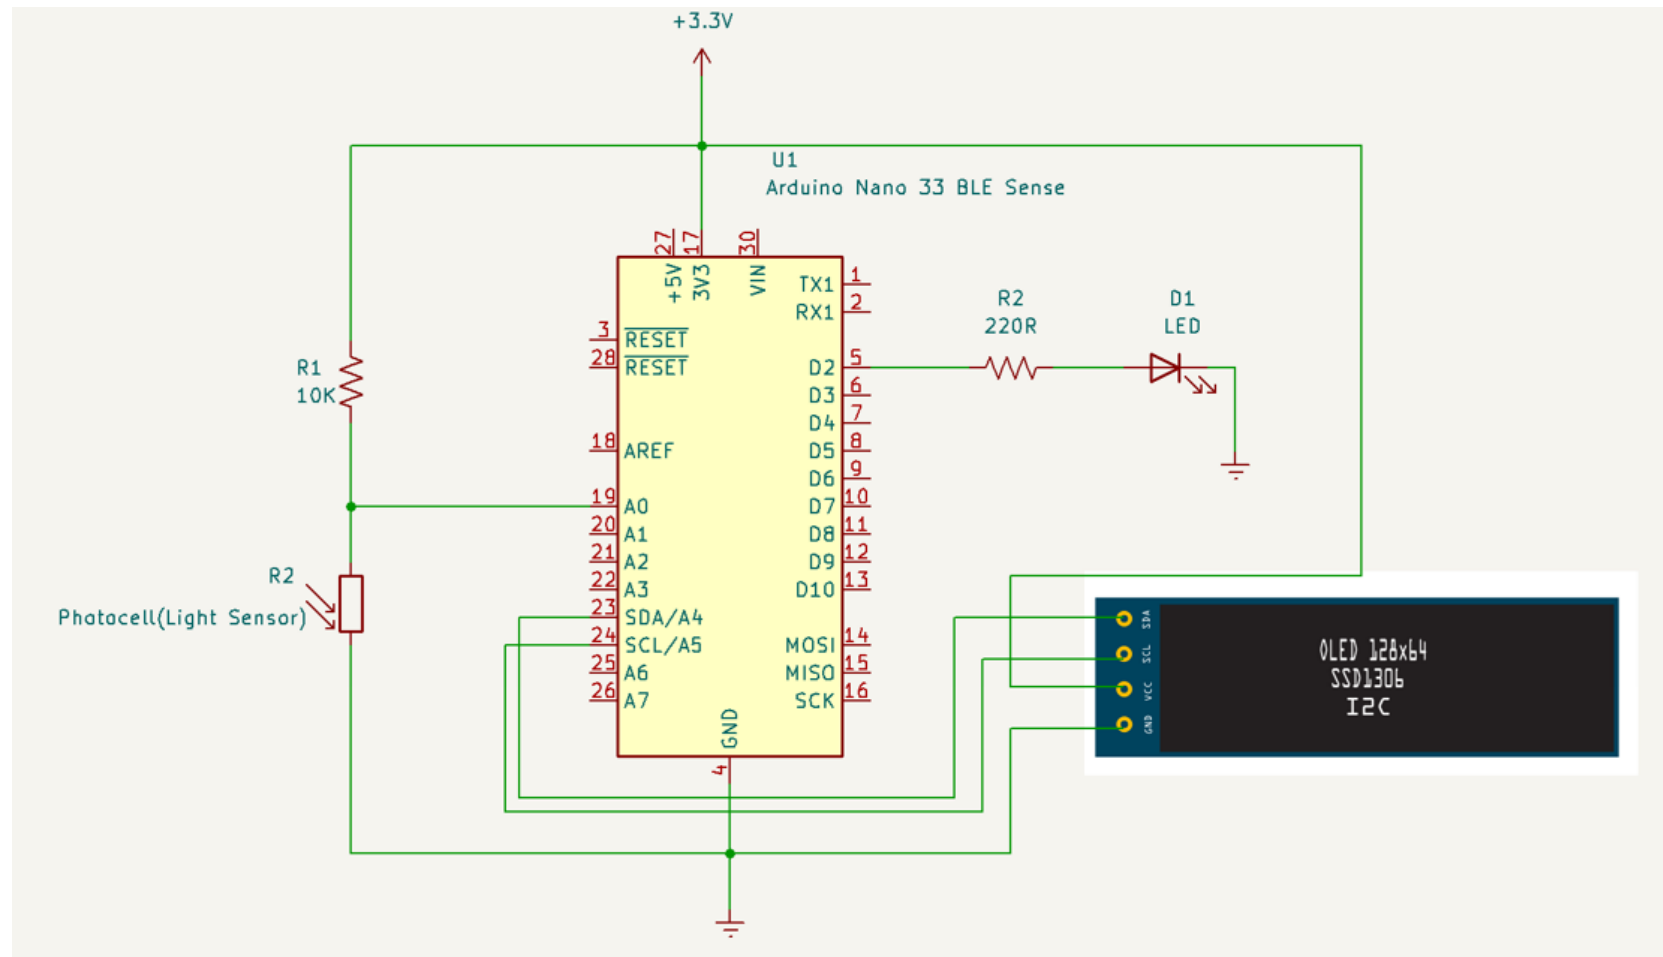 +3.3V
U1
Arduino Nano 33 BLE Sense
27
17
30
+5V
3V3
VIN
TX1
1
RX1
2
3
RESET
28
RESET
D2
5
D3
6
D4
7
18
AREF
D5
8
D6
9
19
A0
D7
10
20
A1
D8
11
21
A2
D9
12
22
A3
D10
13
23
SDA/A4
24
SCL/A5
MOSI
14
25
A6
MISO
15
26
A7
SCK
16
GND
4
R1
10K
R2
Photocell(Light Sensor)
R2
220R
D1
LED
SDA
SCL
VCC
GND
OLED 128x64
SSD1306
I2C